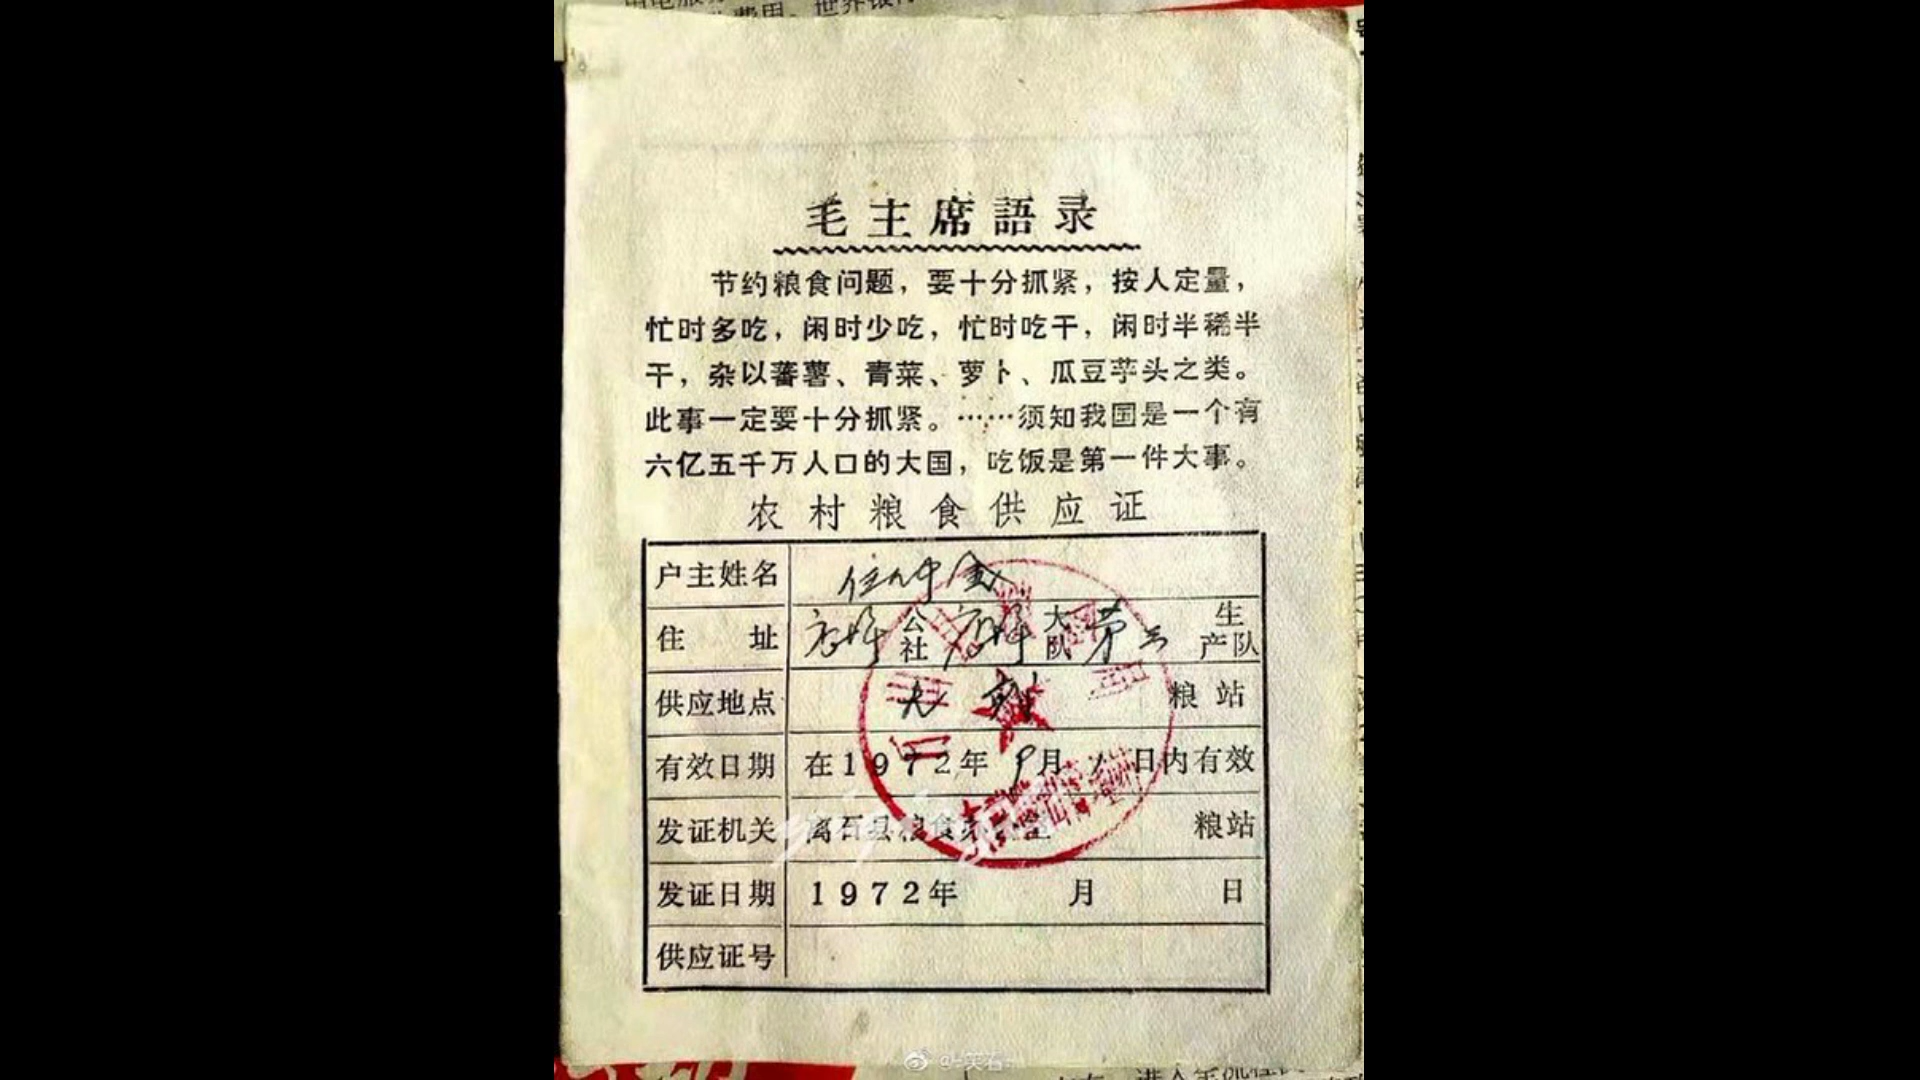 毛主席語录
节约粮食问题，要十分抓紧，按人定量，
忙时多吃，闲时少吃，忙时吃干，闲时半稀半
干，杂以蕃薯、青菜、萝卜、瓜豆芋头之类。
此事一定要十分抓紧。……须知我国是一个有
六亿五千万人口的大国，吃饭是第一件大事。
农村粮食供应证
户主姓名
住址 公社 大队 生产队
供应地点 粮站
有效日期 在1972年9月 日内有效
发证机关 离石县粮食 粮站
发证日期 1972年 月 日
供应证号